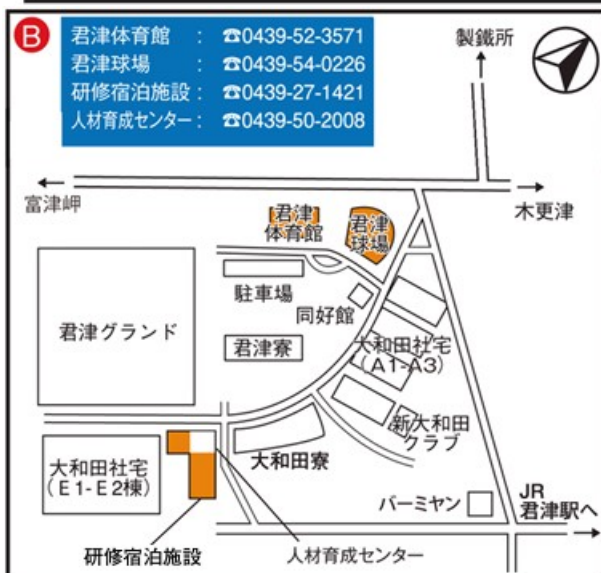 B
君津体育館 : ☎0439-52-3571
君津球場 : ☎0439-54-0226
研修宿泊施設 : ☎0439-27-1421
人材育成センター : ☎0439-50-2008
製鐵所
富津岬
木更津
君津
体育館
君津
球場
駐車場
同好館
君津グランド
君津寮
大和田社宅
(A1-A3)
新大和田
クラブ
大和田寮
大和田社宅
(E1-E2棟)
バーミヤン
JR
君津駅へ
研修宿泊施設
人材育成センター